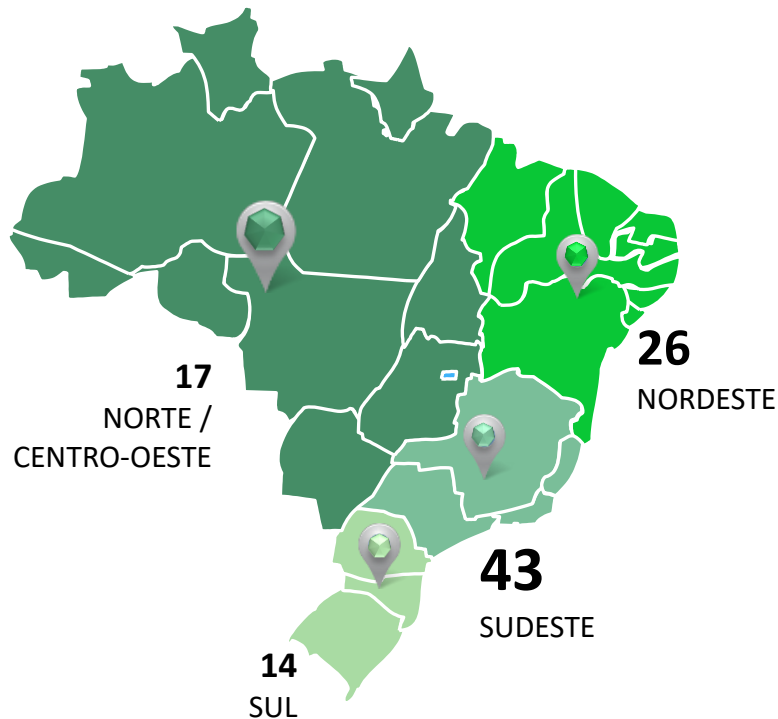 26
NORDESTE
17
NORTE /
CENTRO-OESTE
43
SUDESTE
14
SUL